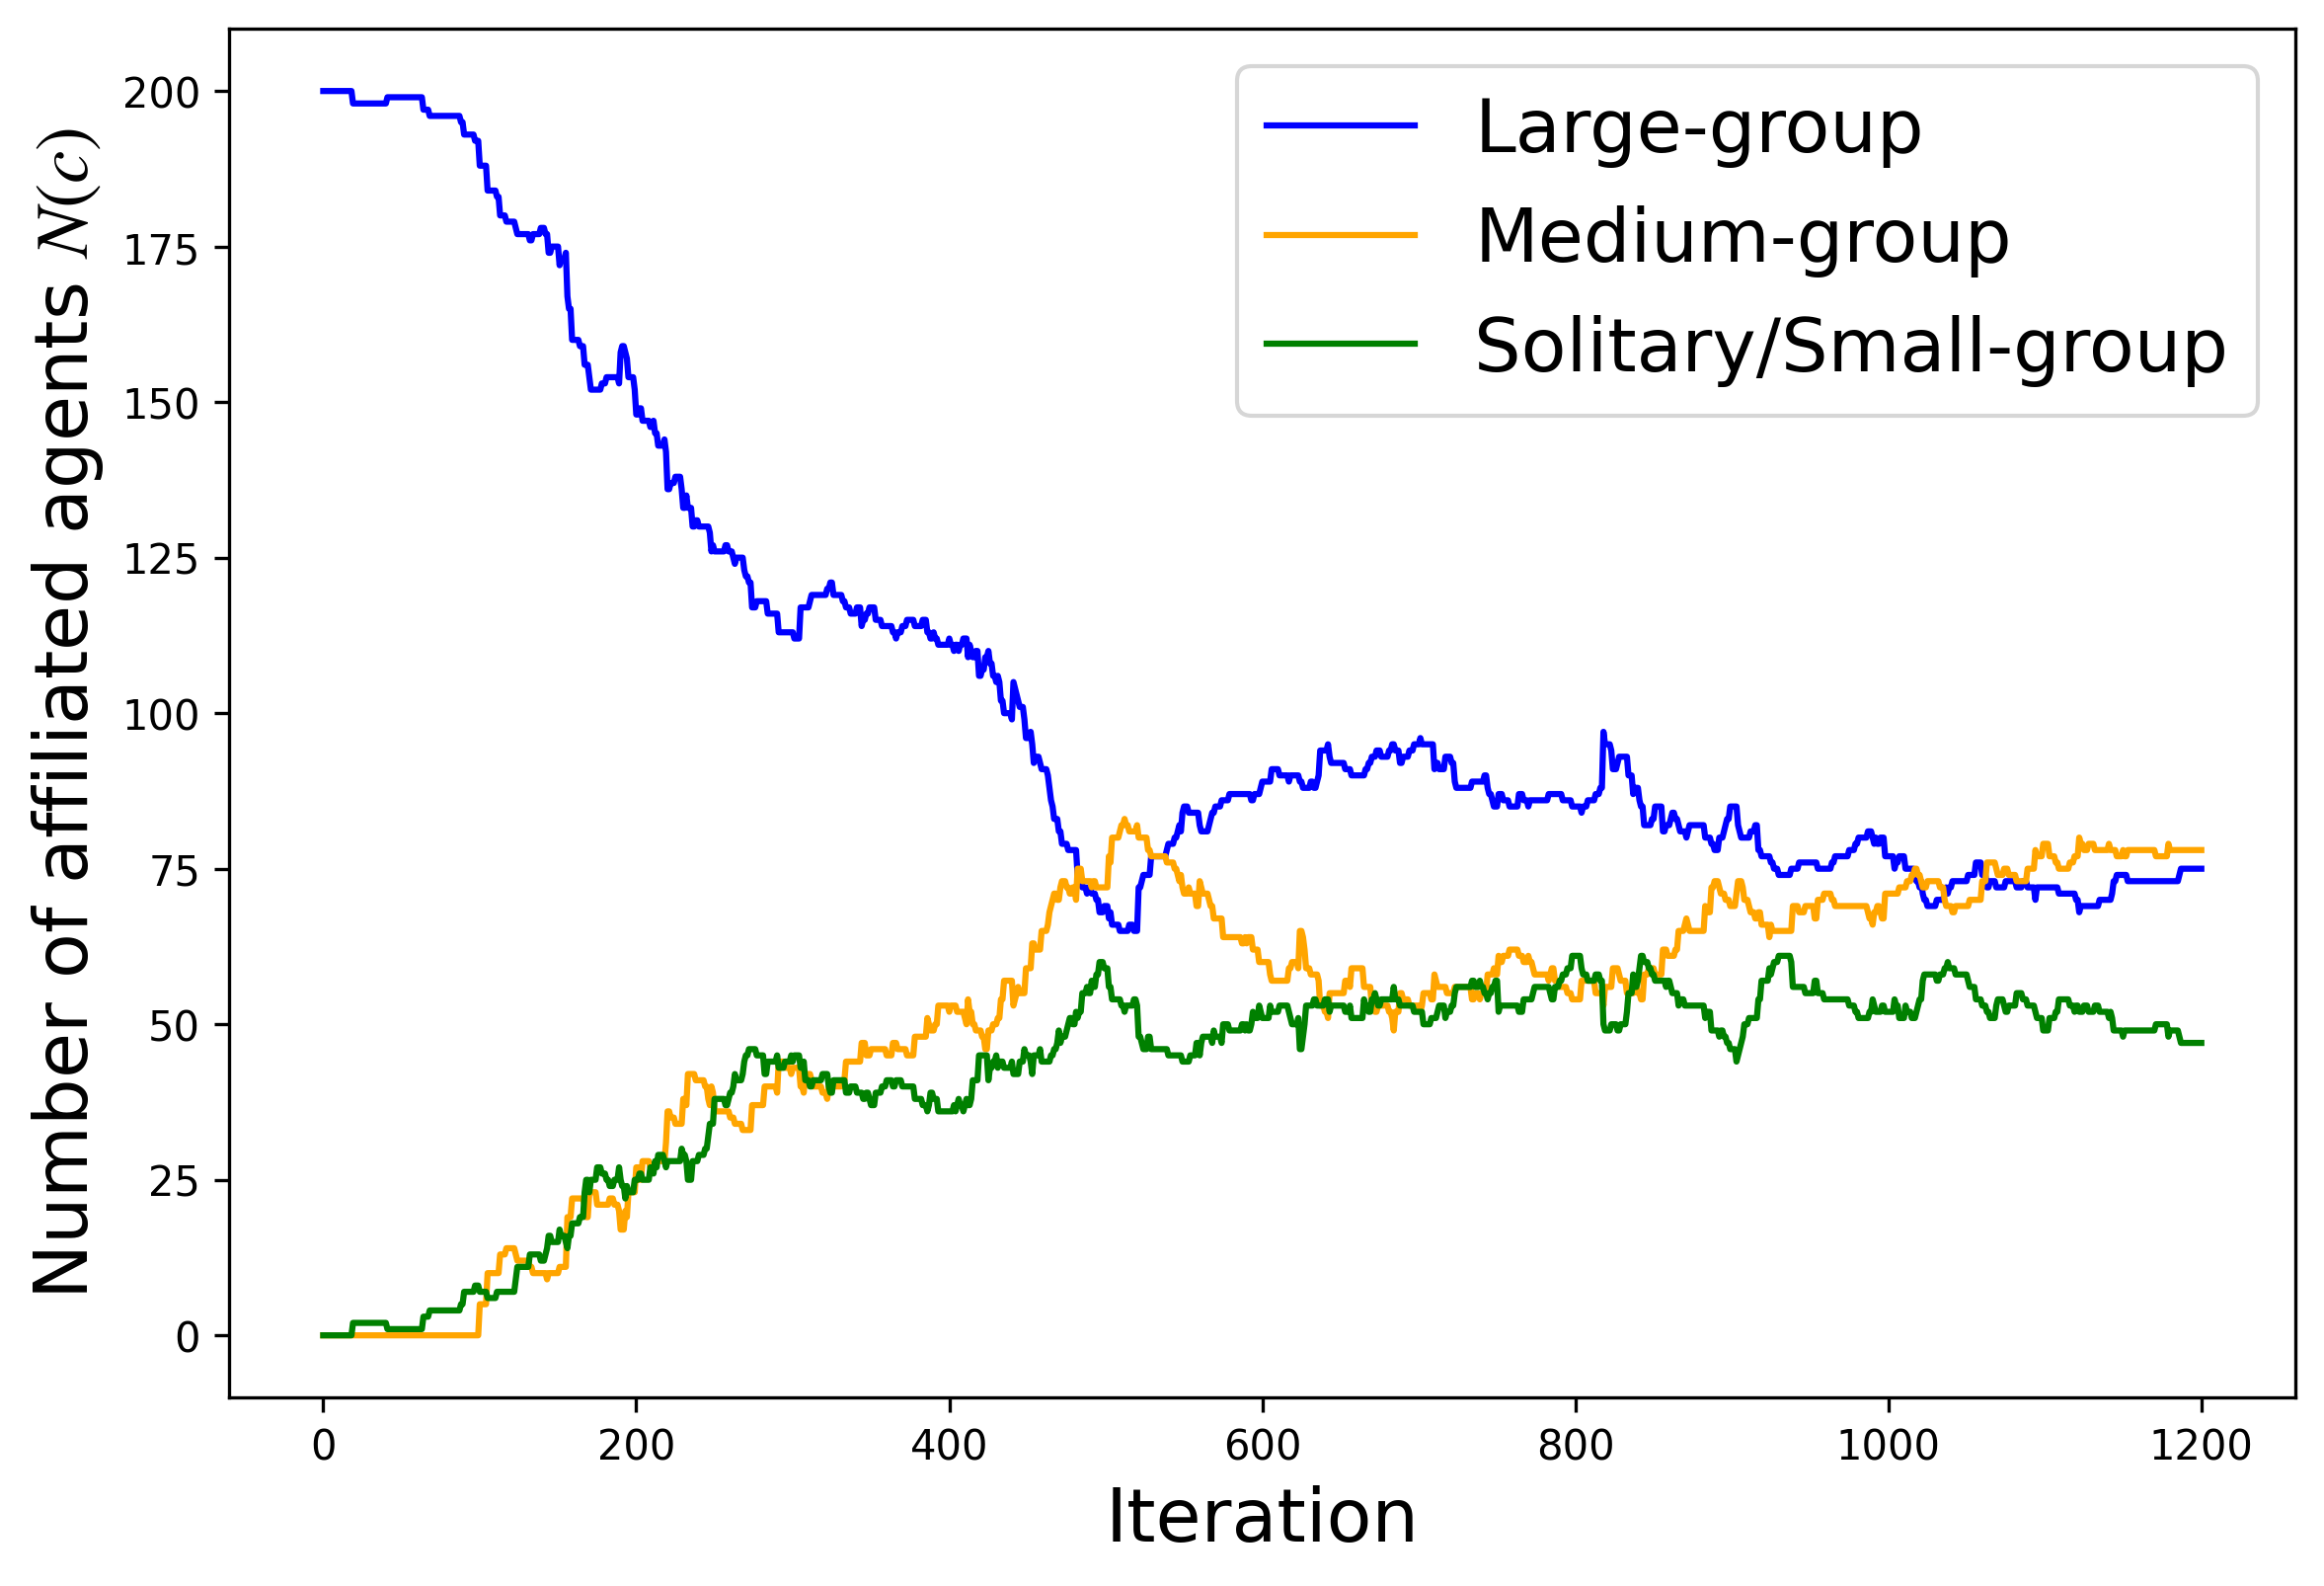 Number of affiliated agents N(c)
200
175
150
125
100
75
50
25
0
Large-group
Medium-group
Solitary/Small-group
0 200 400 600 800 1000 1200
Iteration